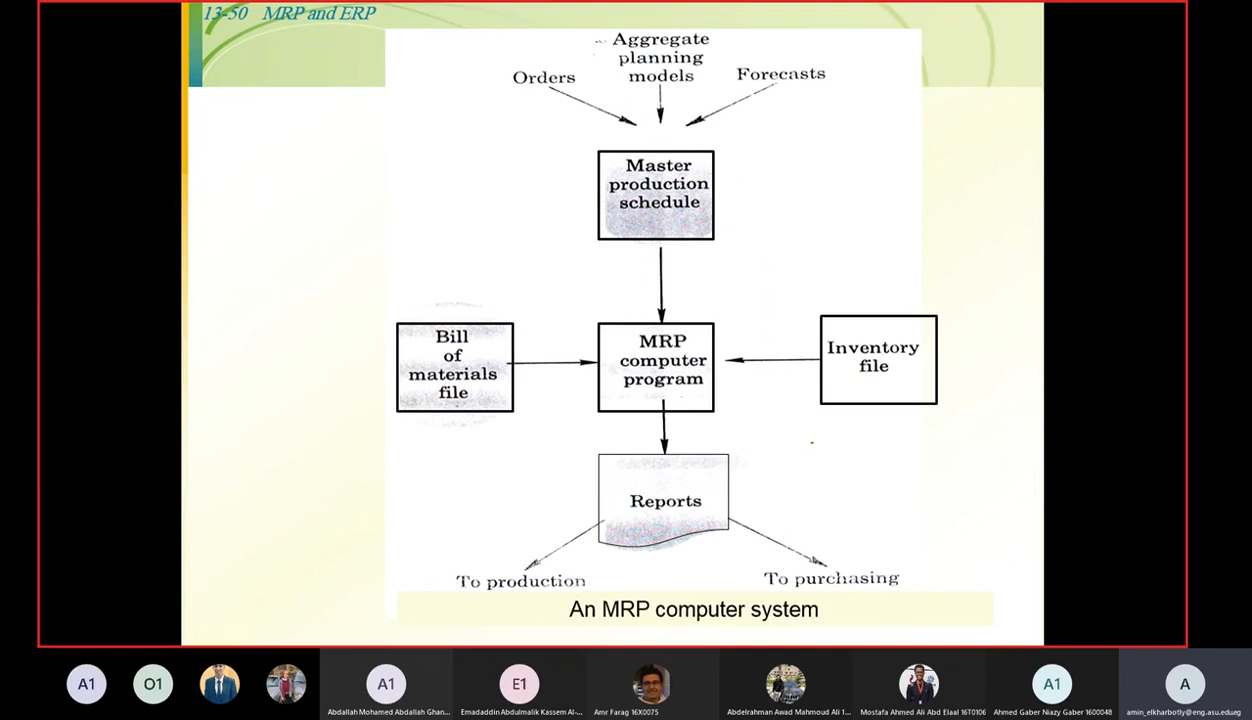 13-50 MRP and ERP
Aggregate
planning
models
Orders
Forecasts
Master
production
schedule
Bill
of
materials
file
MRP
computer
program
Inventory
file
Reports
To production
To purchasing
An MRP computer system
A1
O1
A1
E1
A1
A
Abdallah Mohamed Abdallah Ghan...
Emadaddin Abdulmalik Kassem Al-...
Amr Farag 16X0075
Abdelrahman Awad Mahmoud Ali 1...
Mostafa Ahmed Ali Abd Elaal 16T0106
Ahmed Gaber Niazy Gaber 1600048
amin_elkharbotly@eng.asu.edueg